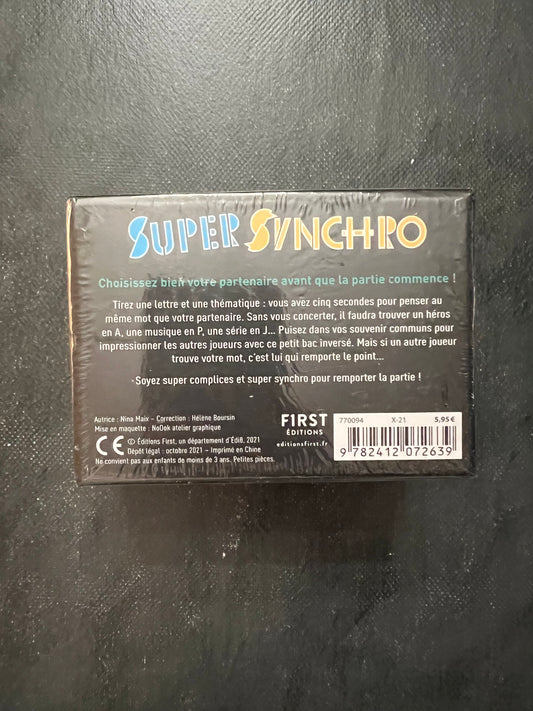 SUPER SYNCHRO
Choisissez bien votre partenaire avant que la partie commence !
Tirez une lettre et une thématique : vous avez cinq secondes pour penser au
même mot que votre partenaire. Sans vous concerter, il faudra trouver un héros
en A, une musique en P, une série en J... Puisez dans vos souvenir communs pour
impressionner les autres joueurs avec ce petit bac inversé. Mais si un autre joueur
trouve votre mot, c'est lui qui remporte le point...
Soyez super complices et super synchro pour remporter la partie !
Autrice : Nina Maix - Correction : Hélène Boursin
Mise en maquette : NoOok atelier graphique
CE © Éditions First, un département d'Édi8, 2021
Dépôt légal : octobre 2021 – Imprimé en Chine
Ne convient pas aux enfants de moins de 3 ans. Petites pièces.
F1RST
ÉDITIONS
editionsfirst.fr
770094 X-21 5,95 €
9 782412 072639